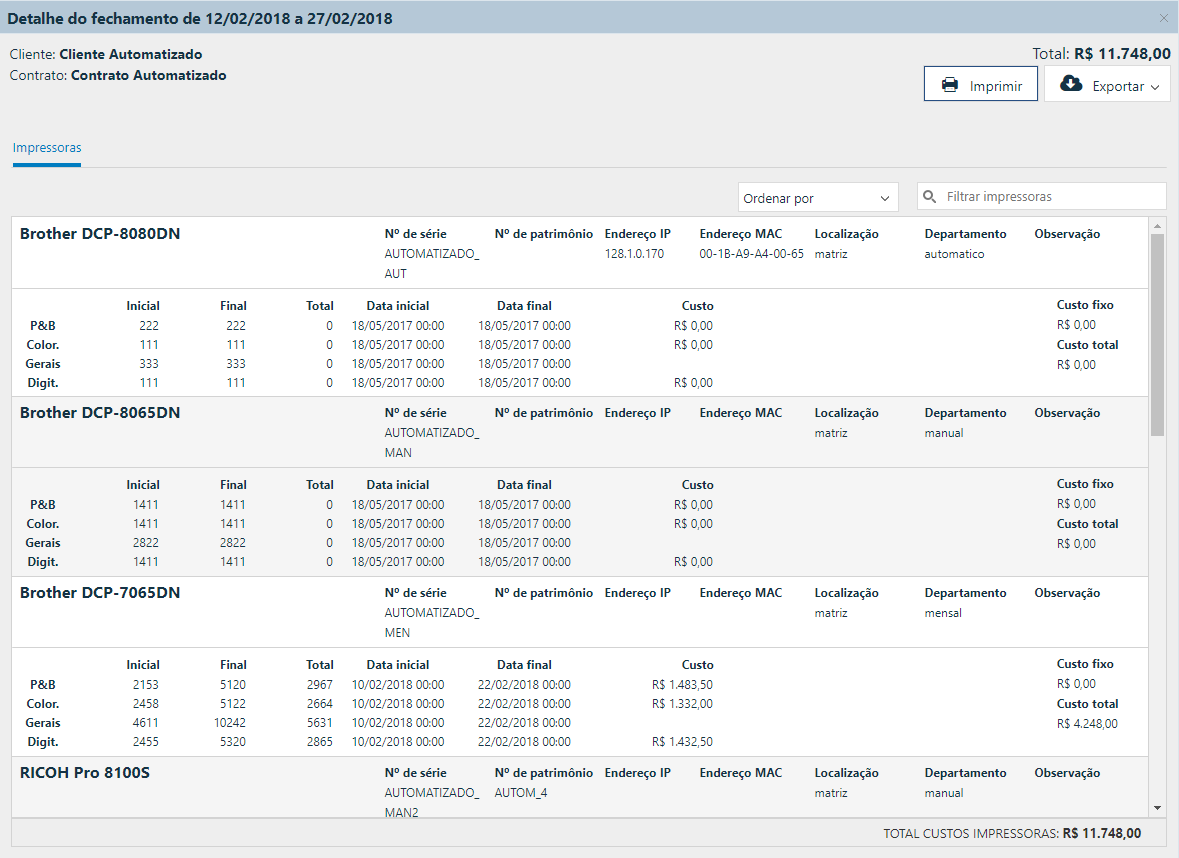 Detalhe do fechamento de 12/02/2018 a 27/02/2018
Cliente: Cliente Automatizado
Total: R$ 11.748,00
Contrato: Contrato Automatizado
Imprimir Exportar
Impressoras
Ordenar por Filtrar impressoras
Brother DCP-8080DN Nº de série Nº de patrimônio Endereço IP Endereço MAC Localização Departamento Observação
AUTOMATIZADO_ 128.1.0.170 00-1B-A9-A4-00-65 matriz automatico
AUT
Inicial Final Total Data inicial Data final Custo Custo fixo
P&B 222 222 0 18/05/2017 00:00 18/05/2017 00:00 R$ 0,00 R$ 0,00
Color. 111 111 0 18/05/2017 00:00 18/05/2017 00:00 R$ 0,00 Custo total
Gerais 333 333 0 18/05/2017 00:00 18/05/2017 00:00 R$ 0,00
Digit. 111 111 0 18/05/2017 00:00 18/05/2017 00:00 R$ 0,00
Brother DCP-8065DN Nº de série Nº de patrimônio Endereço IP Endereço MAC Localização Departamento Observação
AUTOMATIZADO_ matriz manual
MAN
Inicial Final Total Data inicial Data final Custo Custo fixo
P&B 1411 1411 0 18/05/2017 00:00 18/05/2017 00:00 R$ 0,00 R$ 0,00
Color. 1411 1411 0 18/05/2017 00:00 18/05/2017 00:00 R$ 0,00 Custo total
Gerais 2822 2822 0 18/05/2017 00:00 18/05/2017 00:00 R$ 0,00
Digit. 1411 1411 0 18/05/2017 00:00 18/05/2017 00:00 R$ 0,00
Brother DCP-7065DN Nº de série Nº de patrimônio Endereço IP Endereço MAC Localização Departamento Observação
AUTOMATIZADO_ matriz mensal
MEN
Inicial Final Total Data inicial Data final Custo Custo fixo
P&B 2153 5120 2967 10/02/2018 00:00 22/02/2018 00:00 R$ 1.483,50 R$ 0,00
Color. 2458 5122 2664 10/02/2018 00:00 22/02/2018 00:00 R$ 1.332,00 Custo total
Gerais 4611 10242 5631 10/02/2018 00:00 22/02/2018 00:00 R$ 4.248,00
Digit. 2455 5320 2865 10/02/2018 00:00 22/02/2018 00:00 R$ 1.432,50
RICOH Pro 8100S Nº de série Nº de patrimônio Endereço IP Endereço MAC Localização Departamento Observação
AUTOMATIZADO_ AUTOM_4 matriz manual
MAN2
TOTAL CUSTOS IMPRESSORAS: R$ 11.748,00